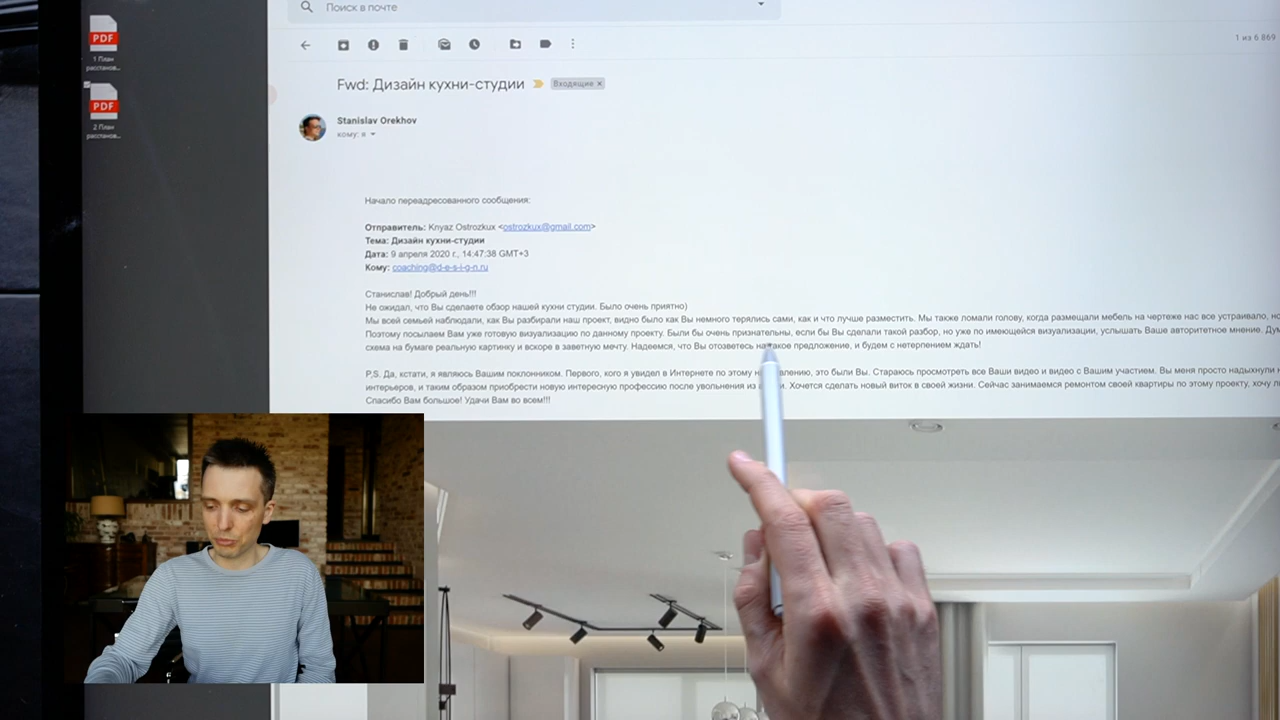 Поиск в почте
1 из 6 869
PDF
1 План
расстанов...
PDF
2 План
расстанов...
Fwd: Дизайн кухни-студии
Входящие ×
Stanislav Orekhov
кому: я
Начало переадресованного сообщения:
Отправитель: Knyaz Ostrozkux <ostrozkux@gmail.com>
Тема: Дизайн кухни-студии
Дата: 9 апреля 2020 г., 14:47:38 GMT+3
Кому: coaching@d-e-s-i-g-n.ru
Станислав! Добрый день!!!
Не ожидал, что Вы сделаете обзор нашей кухни студии. Было очень приятно)
Мы всей семьей наблюдали, как Вы разбирали наш проект, видно было как Вы немного терялись сами, как и что лучше разместить. Мы также ломали голову, когда размещали мебель на чертеже нас все устраивало, но
Поэтому посылаем Вам уже готовую визуализацию по данному проекту. Были бы очень признательны, если бы Вы сделали такой разбор, но уже по имеющейся визуализации, услышать Ваше авторитетное мнение.
схема на бумаге реальную картинку и вскоре в заветную мечту. Надеемся, что Вы отозветесь на такое предложение, и будем с нетерпением ждать!
P.S. Да, кстати, я являюсь Вашим поклонником. Первого, кого я увидел в Интернете по этому это были Вы. Стараюсь просмотреть все Ваши видео и видео с Вашим участием. Вы меня просто надыхнули
интерьеров, и таким образом приобрести новую интересную профессию после увольнения из Хочется сделать новый виток в своей жизни. Сейчас занимаемся ремонтом своей квартиры по этому проекту, хочу
Спасибо Вам большое! Удачи Вам во всем!!!